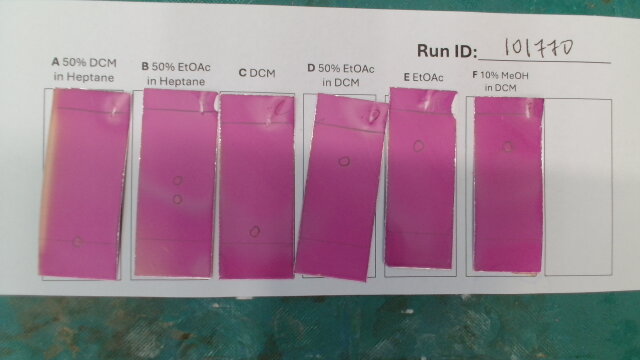 Run ID: 101770
A 50% DCM
in Heptane
B 50% EtOAc
in Heptane
C DCM
D 50% EtOAc
in DCM
E EtOAc
F 10% MeOH
in DCM